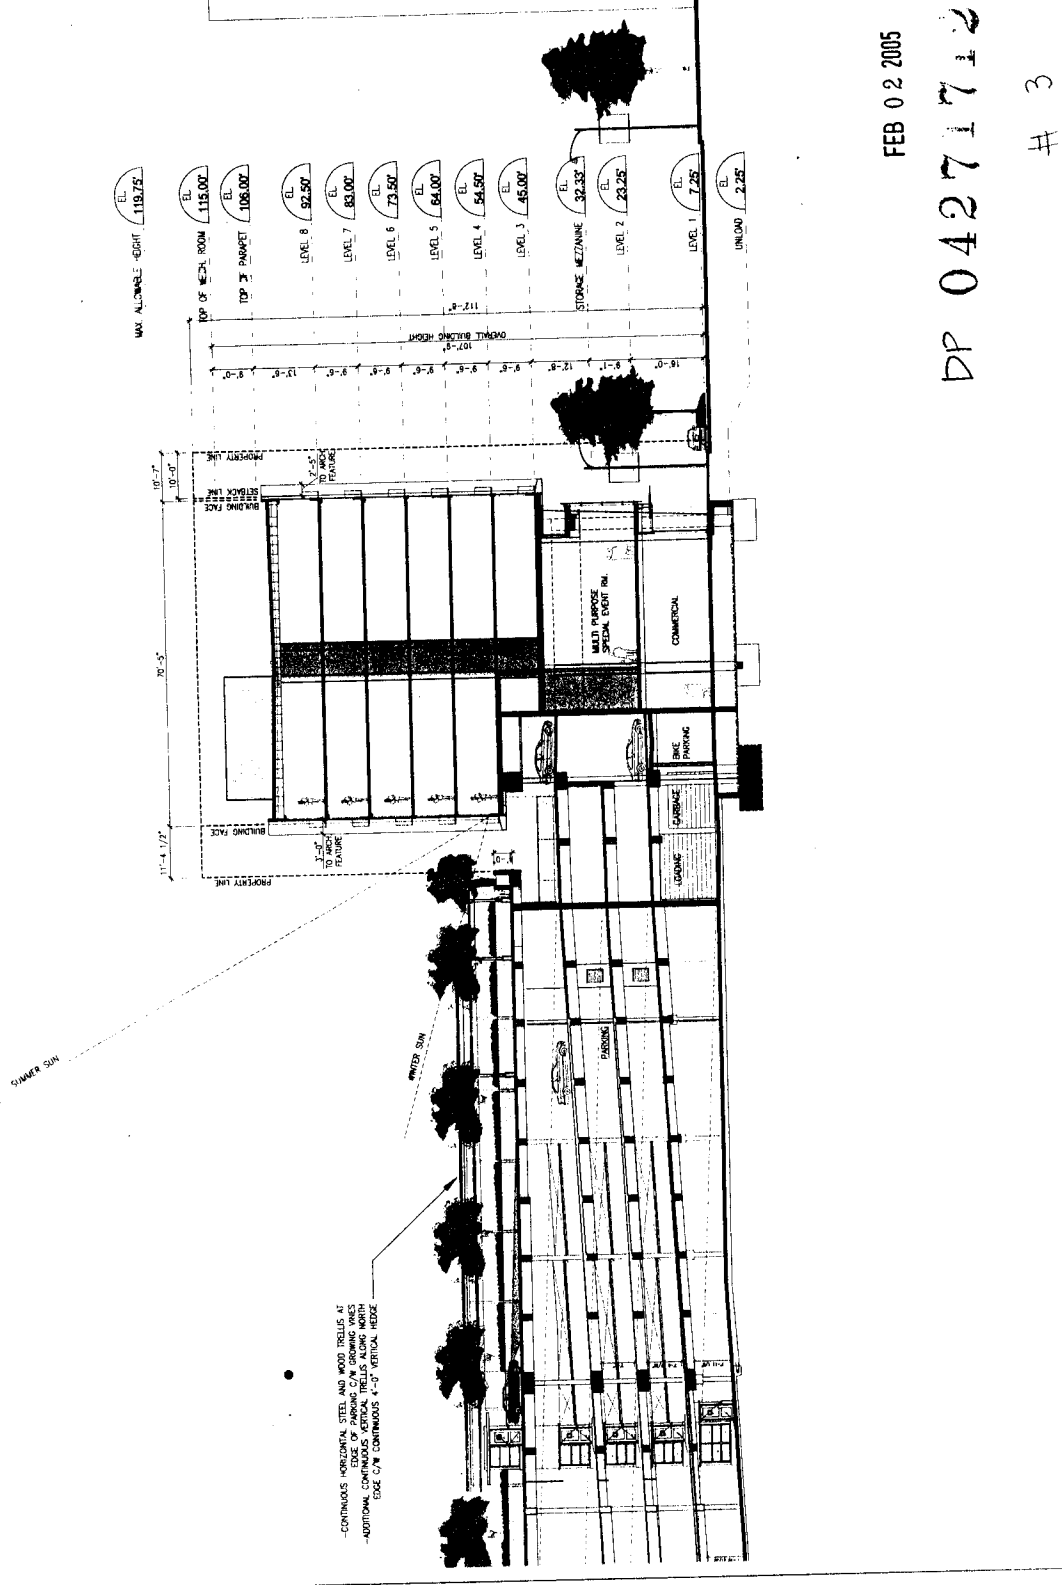 FEB 02 2005
DP 04271712
# 3
MAX. ALLOWABLE HEIGHT
EL.
119.75'
TOP OF MECH. ROOM
EL.
115.00'
TOP OF PARAPET
EL.
106.00'
LEVEL 8
EL.
92.50'
LEVEL 7
EL.
83.00'
LEVEL 6
EL.
73.50'
LEVEL 5
EL.
64.00'
LEVEL 4
EL.
54.50'
LEVEL 3
EL.
45.00'
STORAGE MEZZANINE
EL.
32.33'
LEVEL 2
EL.
23.25'
LEVEL 1
EL.
7.25'
UNLOAD
EL.
2.25'
112'-6"
107'-9"
OVERALL BUILDING HEIGHT
9'-0"
13'-6"
9'-6"
9'-6"
9'-6"
9'-6"
9'-6"
12'-8"
9'-1"
16'-0"
10'-7"
10'-0"
PROPERTY LINE
SETBACK LINE
BUILDING FACE
2'-5"
TO ARCH
FEATURE
70'-5"
11'-4 1/2"
BUILDING FACE
PROPERTY LINE
3'-0"
TO ARCH
FEATURE
MULTI PURPOSE
SPECIAL EVENT RM.
COMMERCIAL
BIKE
PARKING
GARBAGE
LOADING
PARKING
SUMMER SUN
WINTER SUN
-CONTINUOUS HORIZONTAL STEEL AND WOOD TRELLIS AT
EDGE OF PARKING C/W GROWING VINES
-ADDITIONAL CONTINUOUS VERTICAL TRELLIS ALONG NORTH
EDGE C/W CONTINUOUS 4'-0" VERTICAL HEDGE